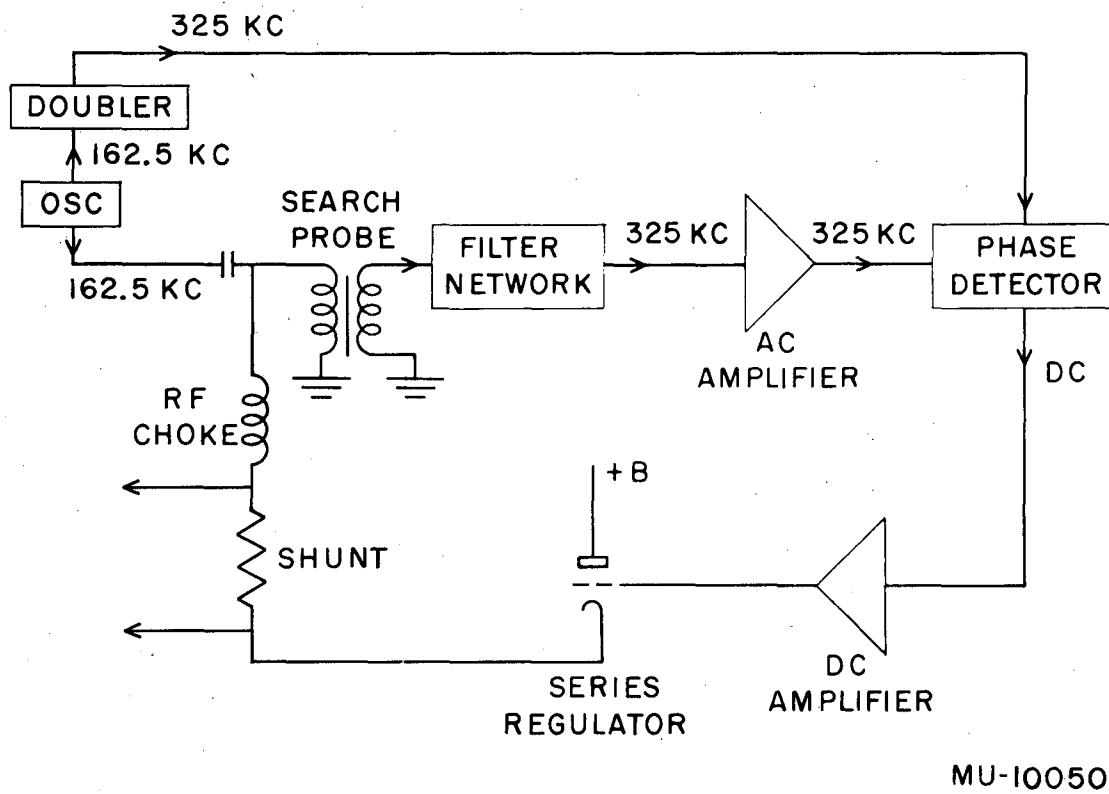 325 KC
DOUBLER
162.5 KC
OSC
162.5 KC
SEARCH
PROBE
FILTER
NETWORK
325 KC
AC
AMPLIFIER
325 KC
PHASE
DETECTOR
DC
RF
CHOKE
SHUNT
+B
SERIES
REGULATOR
DC
AMPLIFIER
MU-10050